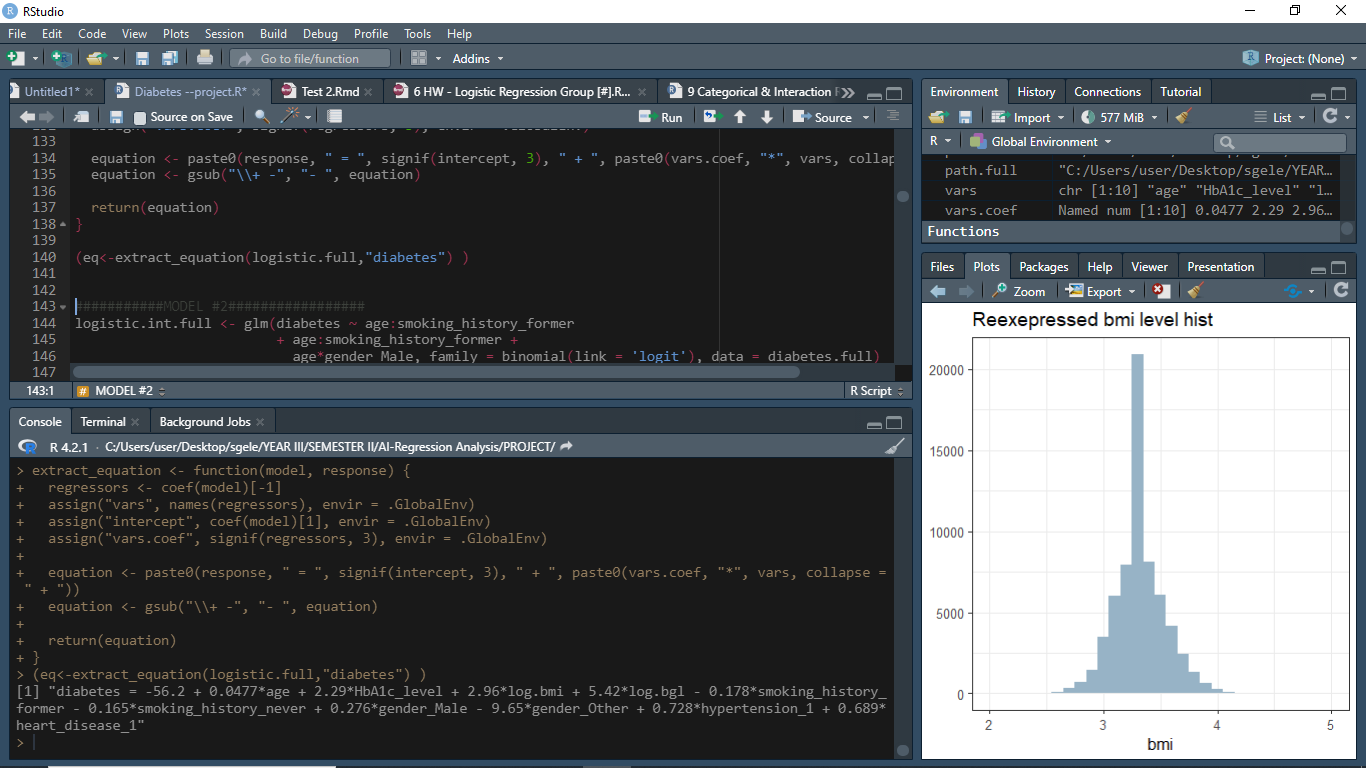 RStudio
File Edit Code View Plots Session Build Debug Profile Tools Help
Go to file/function Addins Project: (None)
Untitled1* Diabetes --project.R* Test 2.Rmd 6 HW - Logistic Regression Group [#].R... 9 Categorical & Interaction
Source on Save Run Source
133
134 equation <- paste0(response, " = ", signif(intercept, 3), " + ", paste0(vars.coef, "*", vars, collap
135 equation <- gsub("\\+ -", "- ", equation)
136
137 return(equation)
138 }
139
140 (eq<-extract_equation(logistic.full,"diabetes") )
141
142
143 ###########MODEL #2#################
144 logistic.int.full <- glm(diabetes ~ age:smoking_history_former
145 + age:smoking_history_former +
146 age*gender_Male, family = binomial(link = 'logit'), data = diabetes.full)
147
143:1 # MODEL #2 R Script
Console Terminal Background Jobs
R 4.2.1 · C:/Users/user/Desktop/sgele/YEAR III/SEMESTER II/AI-Regression Analysis/PROJECT/
> extract_equation <- function(model, response) {
+ regressors <- coef(model)[-1]
+ assign("vars", names(regressors), envir = .GlobalEnv)
+ assign("intercept", coef(model)[1], envir = .GlobalEnv)
+ assign("vars.coef", signif(regressors, 3), envir = .GlobalEnv)
+
+ equation <- paste0(response, " = ", signif(intercept, 3), " + ", paste0(vars.coef, "*", vars, collapse =
" + "))
+ equation <- gsub("\\+ -", "- ", equation)
+
+ return(equation)
+ }
> (eq<-extract_equation(logistic.full,"diabetes") )
[1] "diabetes = -56.2 + 0.0477*age + 2.29*HbA1c_level + 2.96*log.bmi + 5.42*log.bgl - 0.178*smoking_history_
former - 0.165*smoking_history_never + 0.276*gender_Male - 9.65*gender_Other + 0.728*hypertension_1 + 0.689*
heart_disease_1"
>
Environment History Connections Tutorial
Import 577 MiB List
R Global Environment
path.full "C:/Users/user/Desktop/sgele/YEAR…
vars chr [1:10] "age" "HbA1c_level" "l…
vars.coef Named num [1:10] 0.0477 2.29 2.96…
Functions
Files Plots Packages Help Viewer Presentation
Zoom Export
Reexepressed bmi level hist
20000
15000
10000
5000
0
2 3 4 5
bmi